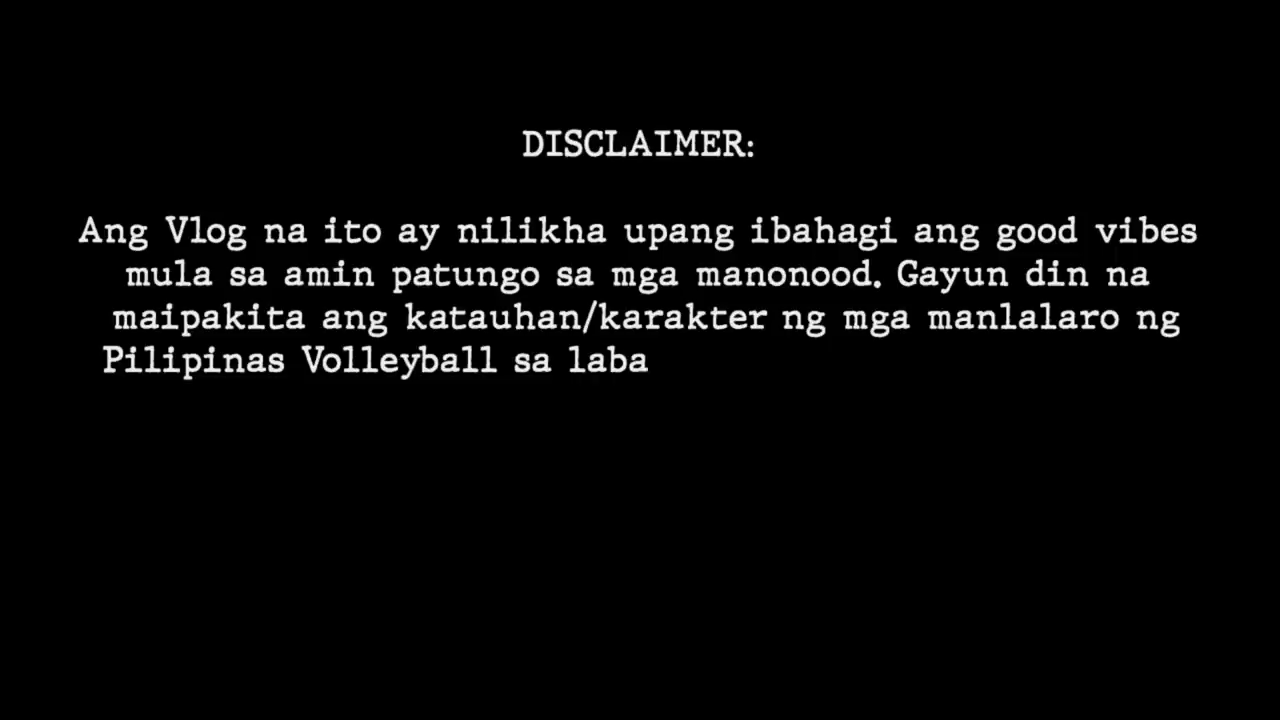 DISCLAIMER:
Ang Vlog na ito ay nilikha upang ibahagi ang good vibes
mula sa amin patungo sa mga manonood. Gayun din na
maipakita ang katauhan/karakter ng mga manlalaro ng
Pilipinas Volleyball sa laba